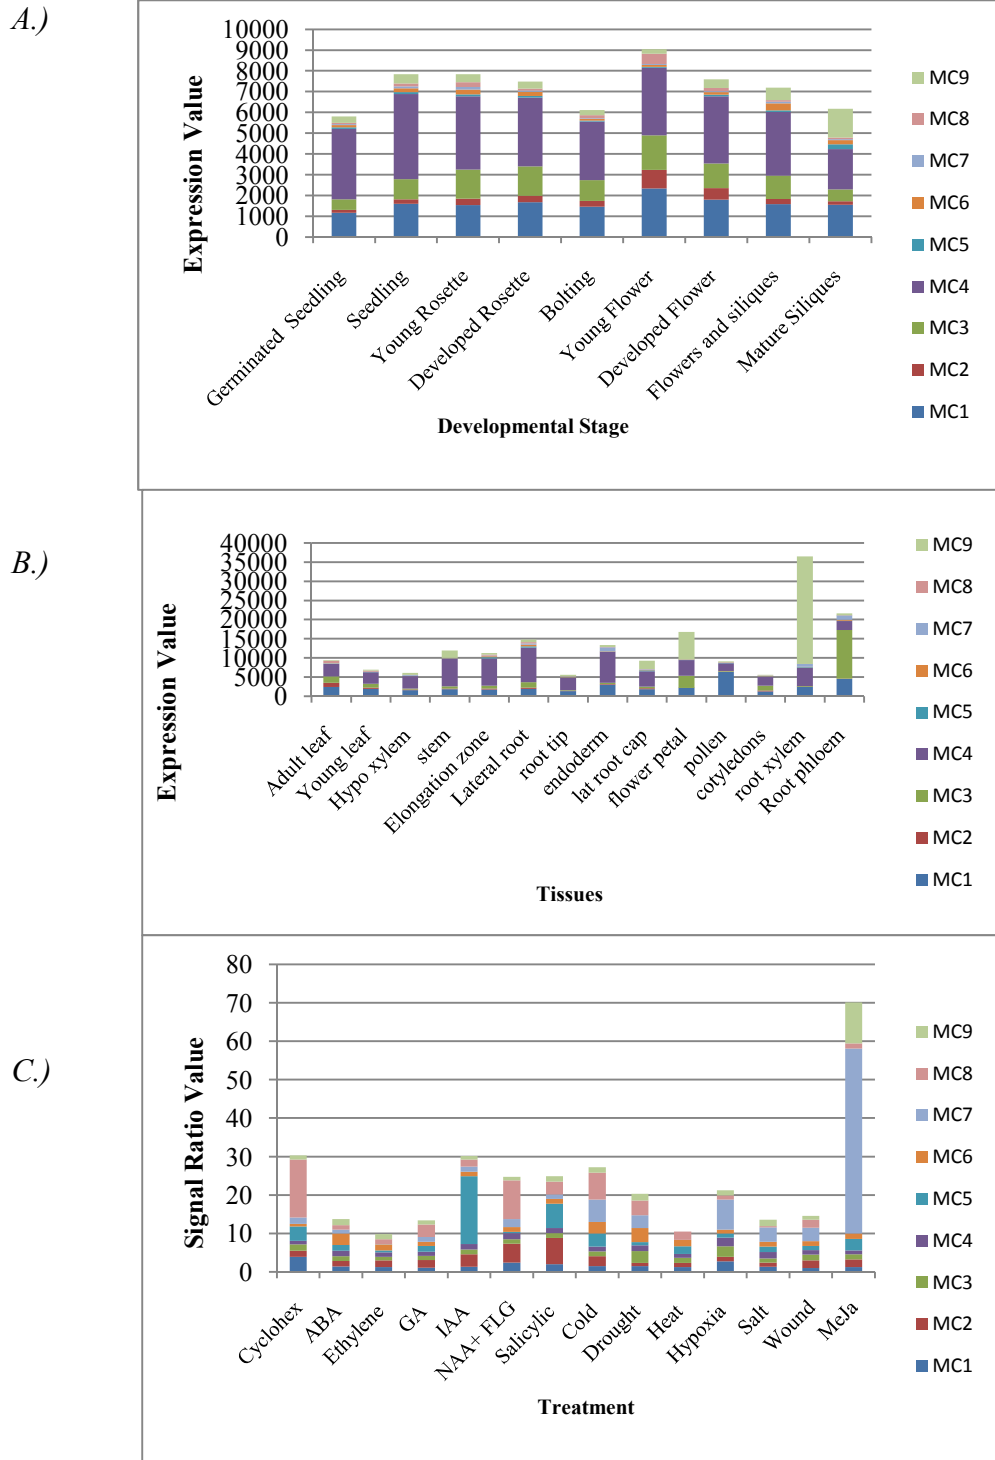 A.)
Expression Value
10000
9000
8000
7000
6000
5000
4000
3000
2000
1000
0
Germinated Seedling
Seedling
Young Rosette
Developed Rosette
Bolting
Young Flower
Developed Flower
Flowers and siliques
Mature Siliques
Developmental Stage
MC9
MC8
MC7
MC6
MC5
MC4
MC3
MC2
MC1
B.)
Expression Value
40000
35000
30000
25000
20000
15000
10000
5000
0
Adult leaf
Young leaf
Hypo xylem
stem
Elongation zone
Lateral root
root tip
endoderm
lat root cap
flower petal
pollen
cotyledons
root xylem
Root phloem
Tissues
MC9
MC8
MC7
MC6
MC5
MC4
MC3
MC2
MC1
C.)
Signal Ratio Value
80
70
60
50
40
30
20
10
0
Cyclohex
ABA
Ethylene
GA
IAA
NAA+ FLG
Salicylic
Cold
Drought
Heat
Hypoxia
Salt
Wound
MeJa
Treatment
MC9
MC8
MC7
MC6
MC5
MC4
MC3
MC2
MC1